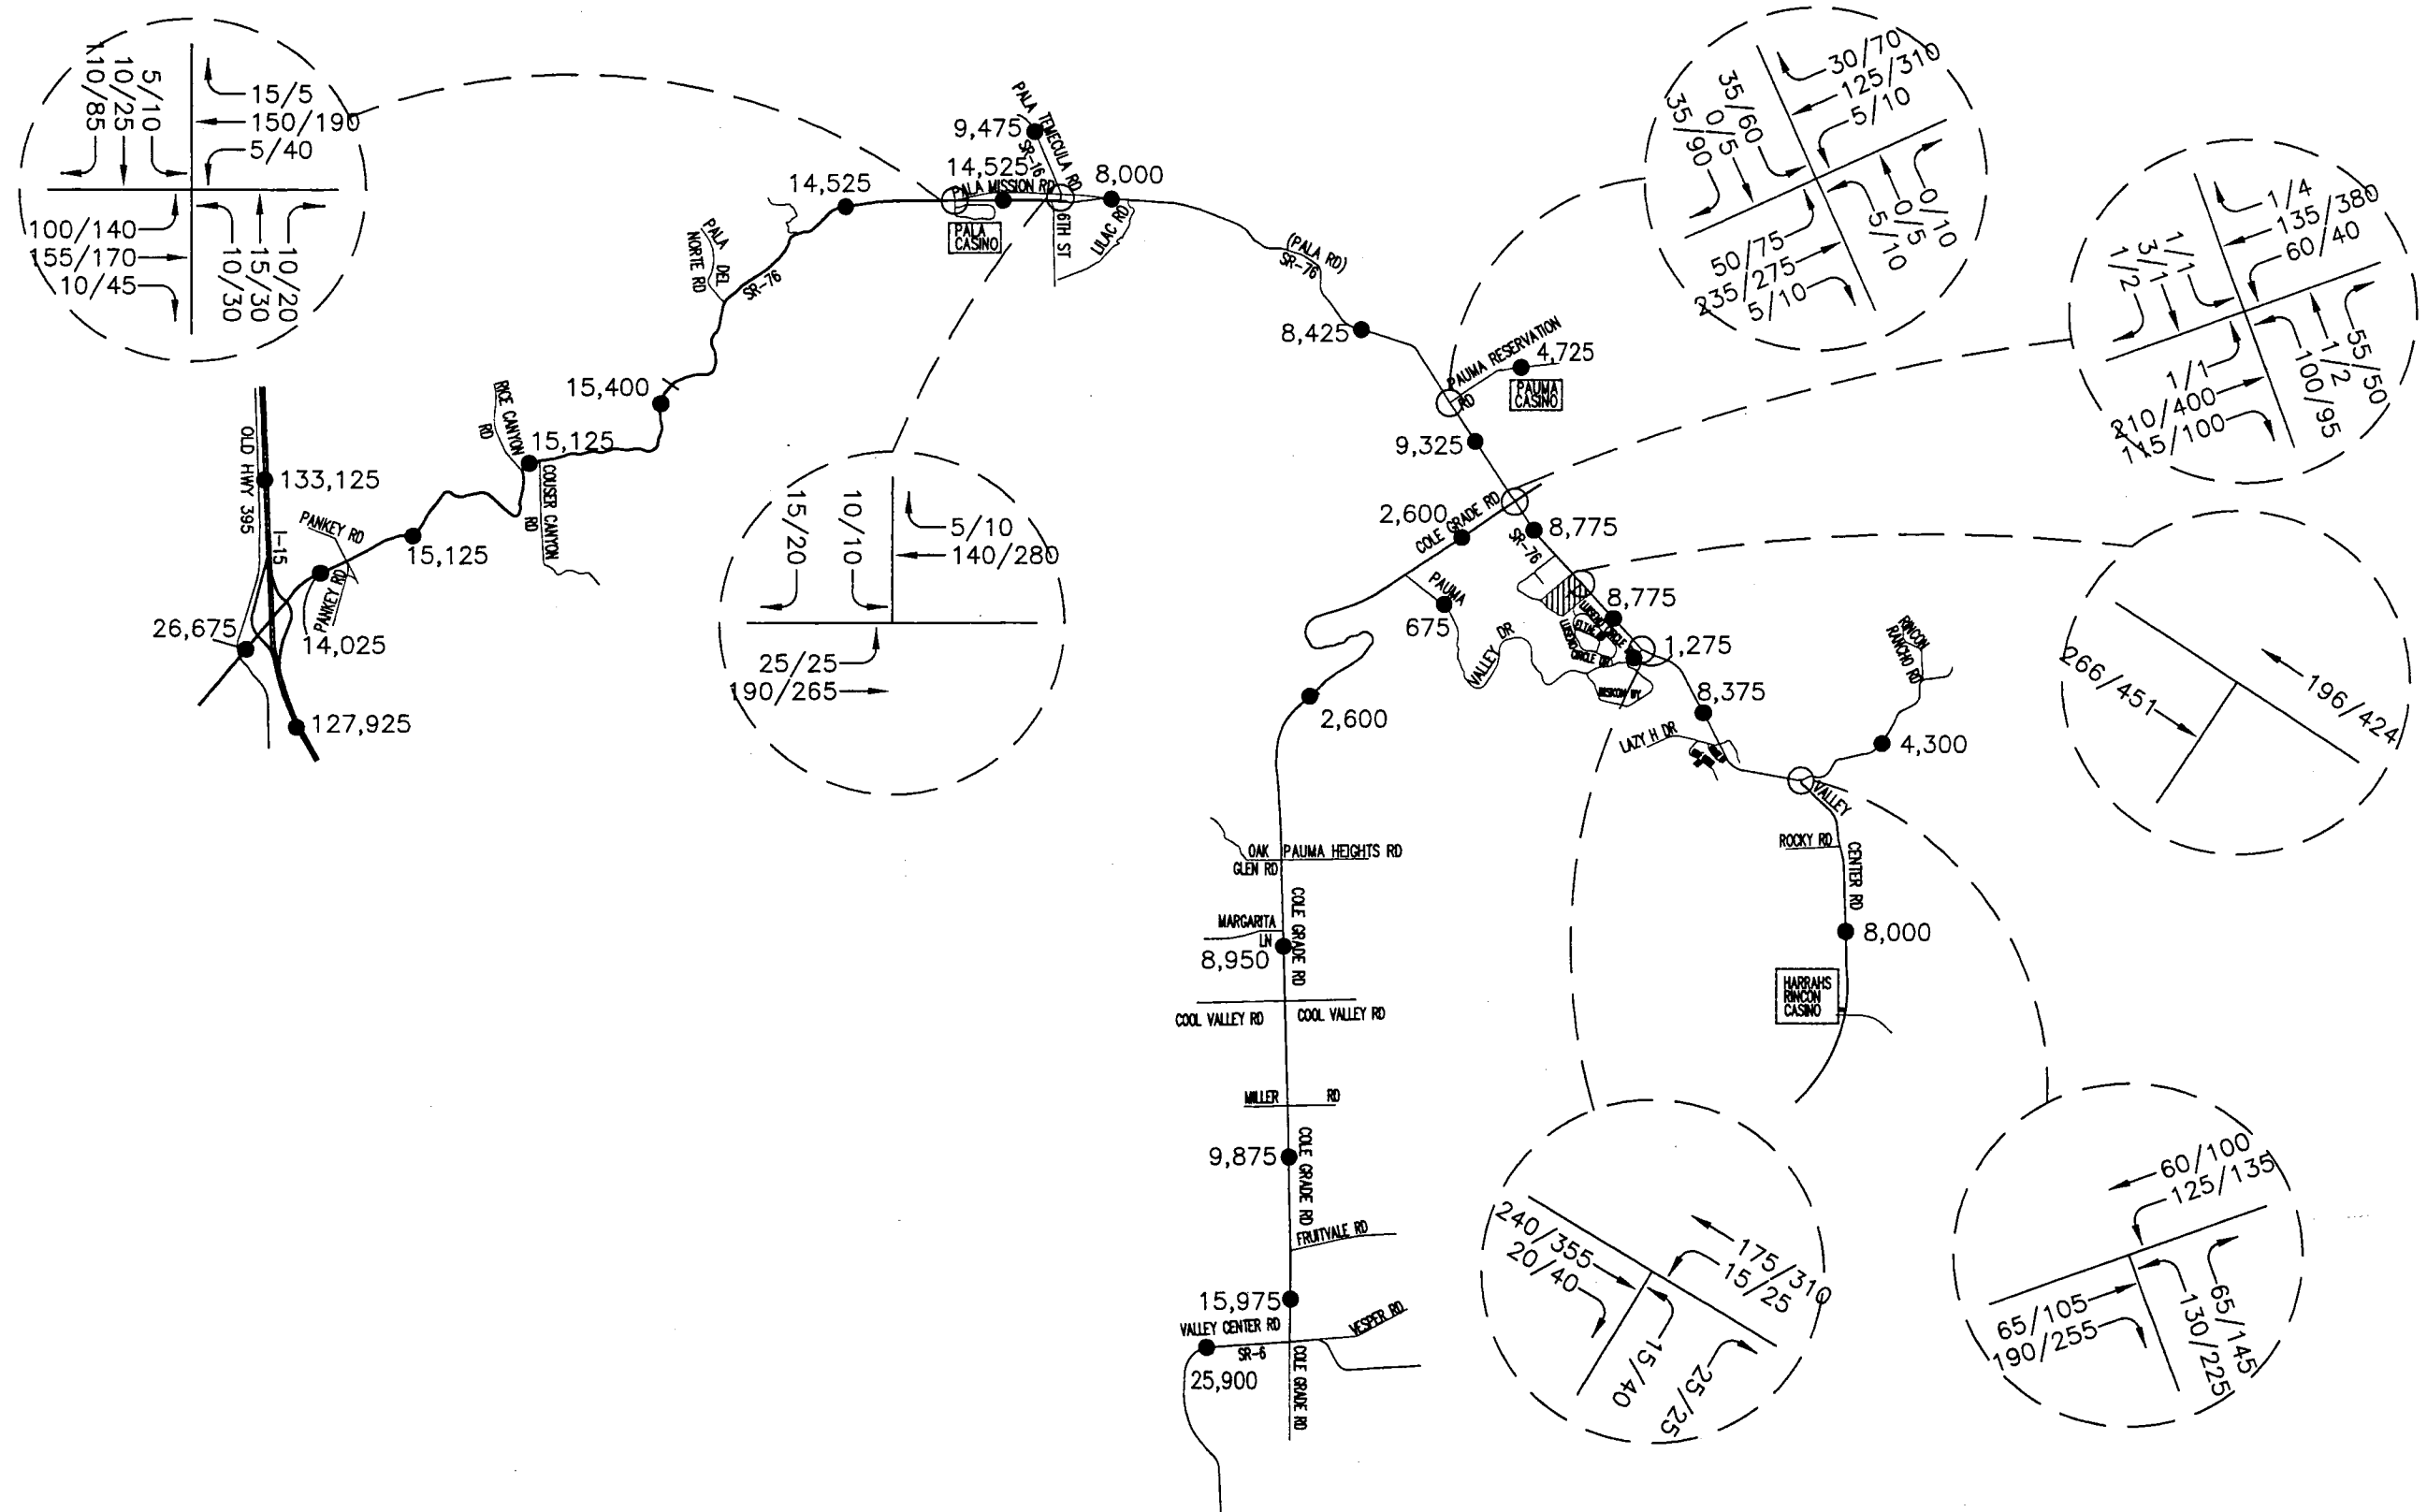 5/10
10/25
110/85
15/5
150/190
5/40
100/140
155/170
10/45
10/20
15/30
10/30
30/70
125/310
5/10
35/60
0/5
35/90
50/75
235/275
5/10
0/10
0/5
5/10
1/4
135/380
60/40
1/1
3/1
1/2
1/1
210/400
115/100
55/50
1/2
100/95
PALA TEMECULA RD
9,475
SR-16
14,525
14,525
PALA MISSION RD
8,000
PALA
CASINO
6TH ST
LILAC RD
PALA DEL
NORTE RD
SR-76
(PALA RD)
SR-76
8,425
PAUMA RESERVATION
RD
4,725
PAUMA
CASINO
9,325
15,400
RICE CANYON
RD
15,125
COUSER CANYON
RD
OLD HWY 395
133,125
I-15
PANKEY RD
15,125
PANKEY RD
14,025
26,675
127,925
15/20
10/10
5/10
140/280
25/25
190/265
2,600
COLE GRADE RD
8,775
SR-76
PAUMA
675
VALLEY DR
8,775
LUISENO CIRCLE
CIRCLE DR
1,275
8,375
2,600
LAZY H DR
RINCON
RANCHO RD
4,300
VALLEY
CENTER RD
ROCKY RD
8,000
HARRAHS
RINCON
CASINO
266/451
196/424
OAK
GLEN RD
PAUMA HEIGHTS RD
COLE GRADE RD
MARGARITA
LN
8,950
COOL VALLEY RD
COOL VALLEY RD
MILLER RD
9,875
COLE GRADE RD
FRUITVALE RD
15,975
VALLEY CENTER RD
VESPER RD
SR-6
25,900
COLE GRADE RD
240/355
20/40
175/310
15/25
15/40
25/25
60/100
125/135
65/105
190/255
65/145
130/225